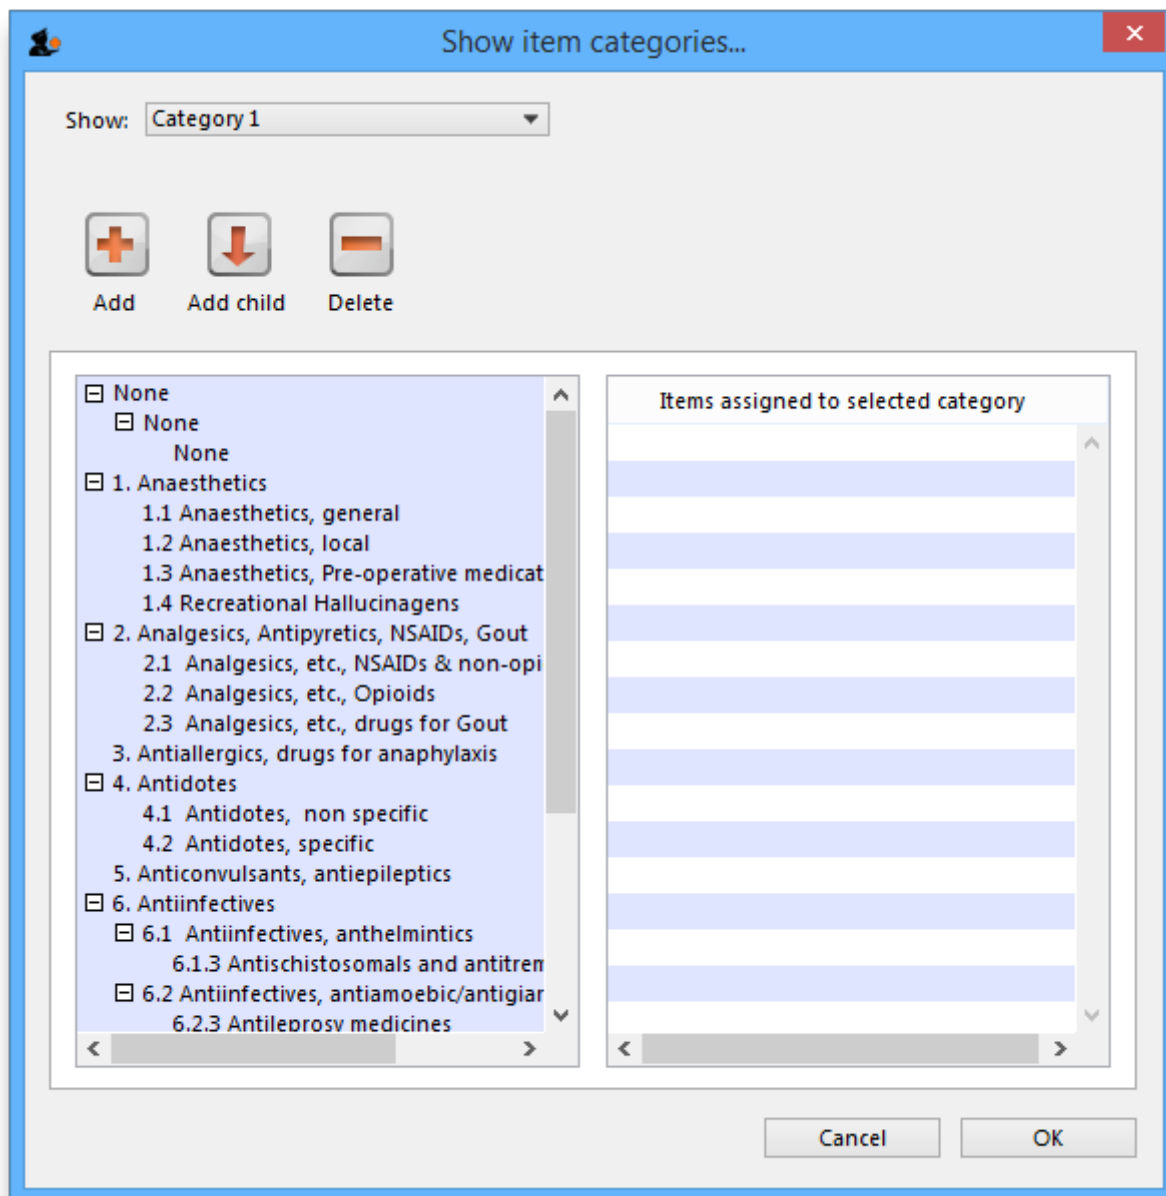 Show item categories...
Show: Category 1
Add Add child Delete
None
None
None
1. Anaesthetics
1.1 Anaesthetics, general
1.2 Anaesthetics, local
1.3 Anaesthetics, Pre-operative medicat
1.4 Recreational Hallucinagens
2. Analgesics, Antipyretics, NSAIDs, Gout
2.1  Analgesics, etc., NSAIDs & non-opi
2.2  Analgesics, etc., Opioids
2.3  Analgesics, etc., drugs for Gout
3. Antiallergics, drugs for anaphylaxis
4. Antidotes
4.1  Antidotes,  non specific
4.2  Antidotes, specific
5. Anticonvulsants, antiepileptics
6. Antiinfectives
6.1  Antiinfectives, anthelmintics
6.1.3 Antischistosomals and antitrem
6.2 Antiinfectives, antiamoebic/antigiar
6.2.3 Antileprosy medicines
Items assigned to selected category
Cancel OK